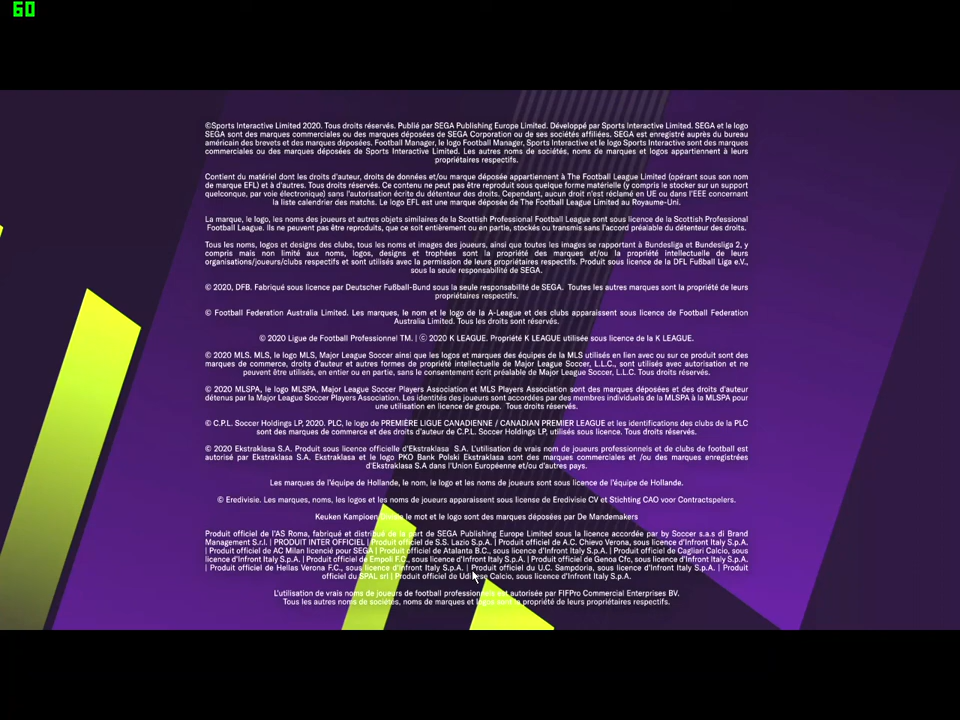 60
©Sports Interactive Limited 2020. Tous droits réservés. Publié par SEGA Publishing Europe Limited. Développé par Sports Interactive Limited. SEGA et le logo
SEGA sont des marques commerciales ou des marques déposées de SEGA Corporation ou de ses sociétés affiliées. SEGA est enregistré auprès du bureau
américain des brevets et des marques déposées. Football Manager, le logo Football Manager, Sports Interactive et le logo Sports Interactive sont des marques
commerciales ou des marques déposées de Sports Interactive Limited. Les autres noms de sociétés, noms de marques et logos appartiennent à leurs
propriétaires respectifs.
Contient du matériel dont les droits d'auteur, droits de données et/ou marque déposée appartiennent à The Football League Limited (opérant sous son nom
de marque EFL) et à d'autres. Tous droits réservés. Ce contenu ne peut pas être reproduit sous quelque forme matérielle (y compris le stocker sur un support
quelconque, par voie électronique) sans l'autorisation écrite du détenteur des droits. Cependant, aucun droit n'est réclamé en UE ou dans l'EEE concernant
la liste calendrier des matchs. Le logo EFL est une marque déposée de The Football League Limited au Royaume-Uni.
La marque, le logo, les noms des joueurs et autres objets similaires de la Scottish Professional Football League sont sous licence de la Scottish Professional
Football League. Ils ne peuvent pas être reproduits, que ce soit entièrement ou en partie, stockés ou transmis sans l'accord préalable du détenteur des droits.
Tous les noms, logos et designs des clubs, tous les noms et images des joueurs, ainsi que toutes les images se rapportant à Bundesliga et Bundesliga 2, y
compris mais non limité aux noms, logos, designs et trophées sont la propriété des marques et/ou la propriété intellectuelle de leurs
organisations/joueurs/clubs respectifs et sont utilisés avec la permission de leurs propriétaires respectifs. Produit sous licence de la DFL Fußball Liga e.V.,
sous la seule responsabilité de SEGA.
© 2020, DFB. Fabriqué sous licence par Deutscher Fußball-Bund sous la seule responsabilité de SEGA. Toutes les autres marques sont la propriété de leurs
propriétaires respectifs.
© Football Federation Australia Limited. Les marques, le nom et le logo de la A-League et des clubs apparaissent sous licence de Football Federation
Australia Limited. Tous les droits sont réservés.
© 2020 Ligue de Football Professionnel TM. | ⓒ 2020 K LEAGUE. Propriété K LEAGUE utilisée sous licence de la K LEAGUE.
© 2020 MLS. MLS, le logo MLS, Major League Soccer ainsi que les logos et marques des équipes de la MLS utilisés en lien avec ou sur ce produit sont des
marques de commerce, droits d'auteur et autres formes de propriété intellectuelle de Major League Soccer, L.L.C., sont utilisés avec autorisation et ne
peuvent être utilisés, en entier ou en partie, sans le consentement écrit préalable de Major League Soccer, L.L.C. Tous droits réservés.
© 2020 MLSPA, le logo MLSPA, Major League Soccer Players Association et MLS Players Association sont des marques déposées et des droits d'auteur
détenus par la Major League Soccer Players Association. Les identités des joueurs sont accordées par des membres individuels de la MLSPA à la MLSPA pour
une utilisation en licence de groupe. Tous droits réservés.
© C.P.L. Soccer Holdings LP, 2020. PLC, le logo de PREMIÈRE LIGUE CANADIENNE / CANADIAN PREMIER LEAGUE et les identifications des clubs de la PLC
sont des marques de commerce et des droits d'auteur de C.P.L. Soccer Holdings LP, utilisés sous licence. Tous droits réservés.
© 2020 Ekstraklasa S.A. Produit sous licence officielle d'Ekstraklasa S.A. L'utilisation de vrais nom de joueurs professionnels et de clubs de football est
autorisé par Ekstraklasa S.A. Ekstraklasa et le logo PKO Bank Polski Ekstraklasa sont des marques commerciales et /ou des marques enregistrées
d'Ekstraklasa S.A dans l'Union Européenne et/ou d'autres pays.
Les marques de l'équipe de Hollande, le nom, le logo et les noms de joueurs sont sous licence de l'équipe de Hollande.
© Eredivisie. Les marques, noms, les logos et les noms de joueurs apparaissent sous license de Eredivisie CV et Stichting CAO voor Contractspelers.
Keuken Kampioen Divisie le mot et le logo sont des marques déposées par De Mandemakers
Produit officiel de l'AS Roma, fabriqué et distribué de la part de SEGA Publishing Europe Limited sous la licence accordée par by Soccer s.a.s di Brand
Management S.r.l. | PRODUIT INTER OFFICIEL | Produit officiel de S.S. Lazio S.p.A. | Produit officiel de A.C. Chievo Verona, sous licence d'Infront Italy S.p.A.
| Produit officiel de AC Milan licencié pour SEGA | Produit officiel de Atalanta B.C., sous licence d'Infront Italy S.p.A. | Produit officiel de Cagliari Calcio, sous
licence d'Infront Italy S.p.A. | Produit officiel de Empoli F.C., sous licence d'Infront Italy S.p.A. | Produit officiel de Genoa Cfc, sous licence d'Infront Italy S.p.A.
| Produit officiel de Hellas Verona F.C., sous licence d'Infront Italy S.p.A. | Produit officiel du U.C. Sampdoria, sous licence d'Infront Italy S.p.A. | Produit
officiel du SPAL srl | Produit officiel de Udinese Calcio, sous licence d'Infront Italy S.p.A.
L'utilisation de vrais noms de joueurs de football professionnels est autorisée par FIFPro Commercial Enterprises BV.
Tous les autres noms de sociétés, noms de marques et logos sont la propriété de leurs propriétaires respectifs.